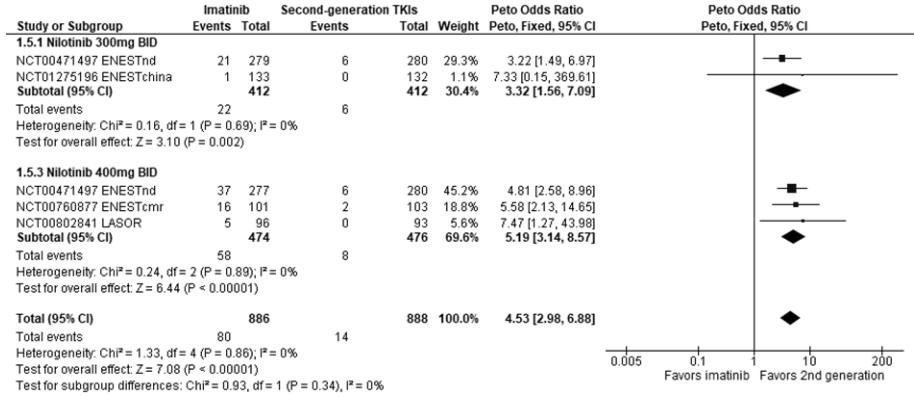 Imatinib Second-generation TKIs Peto Odds Ratio Peto Odds Ratio
Study or Subgroup Events Total Events Total Weight Peto, Fixed, 95% CI Peto, Fixed, 95% CI
1.5.1 Nilotinib 300mg BID
NCT00471497 ENESTnd 21 279 6 280 29.3% 3.22 [1.49, 6.97]
NCT01275196 ENESTchina 1 133 0 132 1.1% 7.33 [0.15, 369.61]
Subtotal (95% CI) 412 412 30.4% 3.32 [1.56, 7.09]
Total events 22 6
Heterogeneity: Chi² = 0.16, df = 1 (P = 0.69); I² = 0%
Test for overall effect: Z = 3.10 (P = 0.002)
1.5.3 Nilotinib 400mg BID
NCT00471497 ENESTnd 37 277 6 280 45.2% 4.81 [2.58, 8.96]
NCT00760877 ENESTcmr 16 101 2 103 18.8% 5.58 [2.13, 14.65]
NCT00802841 LASOR 5 96 0 93 5.6% 7.47 [1.27, 43.98]
Subtotal (95% CI) 474 476 69.6% 5.19 [3.14, 8.57]
Total events 58 8
Heterogeneity: Chi² = 0.24, df = 2 (P = 0.89); I² = 0%
Test for overall effect: Z = 6.44 (P < 0.00001)
Total (95% CI) 886 888 100.0% 4.53 [2.98, 6.88]
Total events 80 14
Heterogeneity: Chi² = 1.33, df = 4 (P = 0.86); I² = 0%
Test for overall effect: Z = 7.08 (P < 0.00001)
Test for subgroup differences: Chi² = 0.93, df = 1 (P = 0.34), I² = 0%
0.005 0.1 1 10 200
Favors imatinib Favors 2nd generation